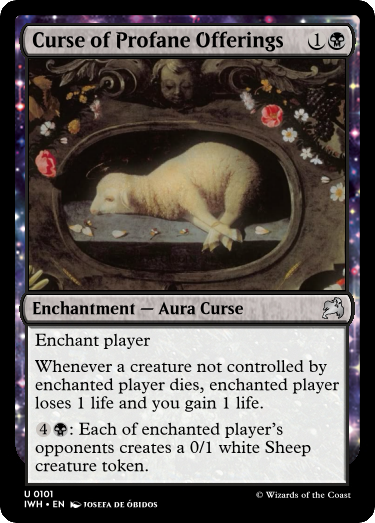 Curse of Profane Offerings 1
Enchantment — Aura Curse
Enchant player
Whenever a creature not controlled by
enchanted player dies, enchanted player
loses 1 life and you gain 1 life.
4 : Each of enchanted player's
opponents creates a 0/1 white Sheep
creature token.
U 0101
IWH • EN JOSEFA DE ÓBIDOS © Wizards of the Coast